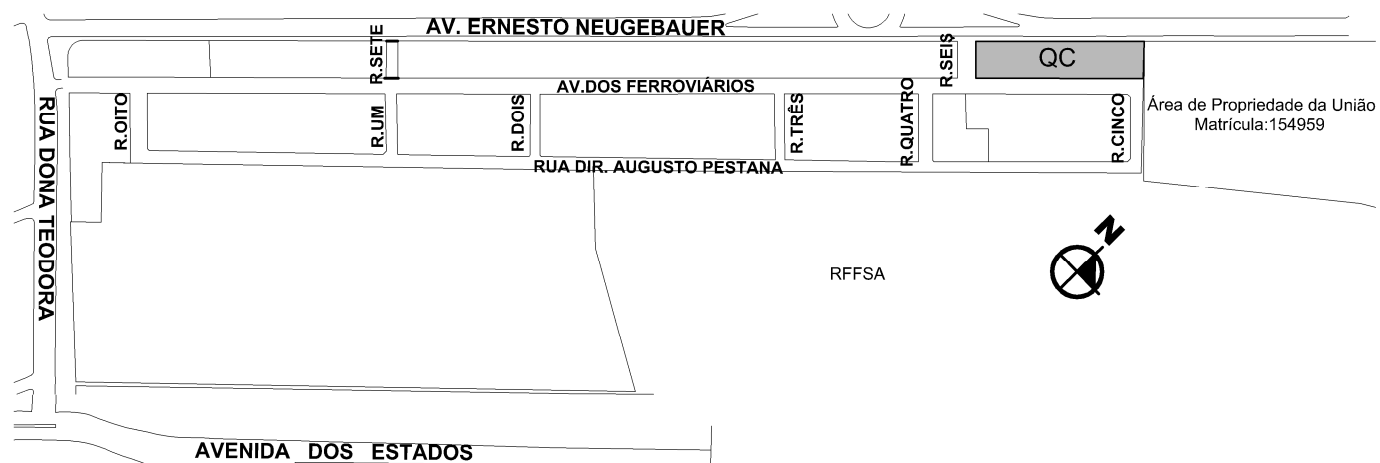 AV. ERNESTO NEUGEBAUER
R.SETE
R.SEIS
QC
AV.DOS FERROVIÁRIOS
RUA DONA TEODORA
R.OITO
R.UM
R.DOIS
R.TRÊS
R.QUATRO
R.CINCO
Área de Propriedade da União
Matrícula:154959
RUA DIR. AUGUSTO PESTANA
N
RFFSA
AVENIDA DOS ESTADOS